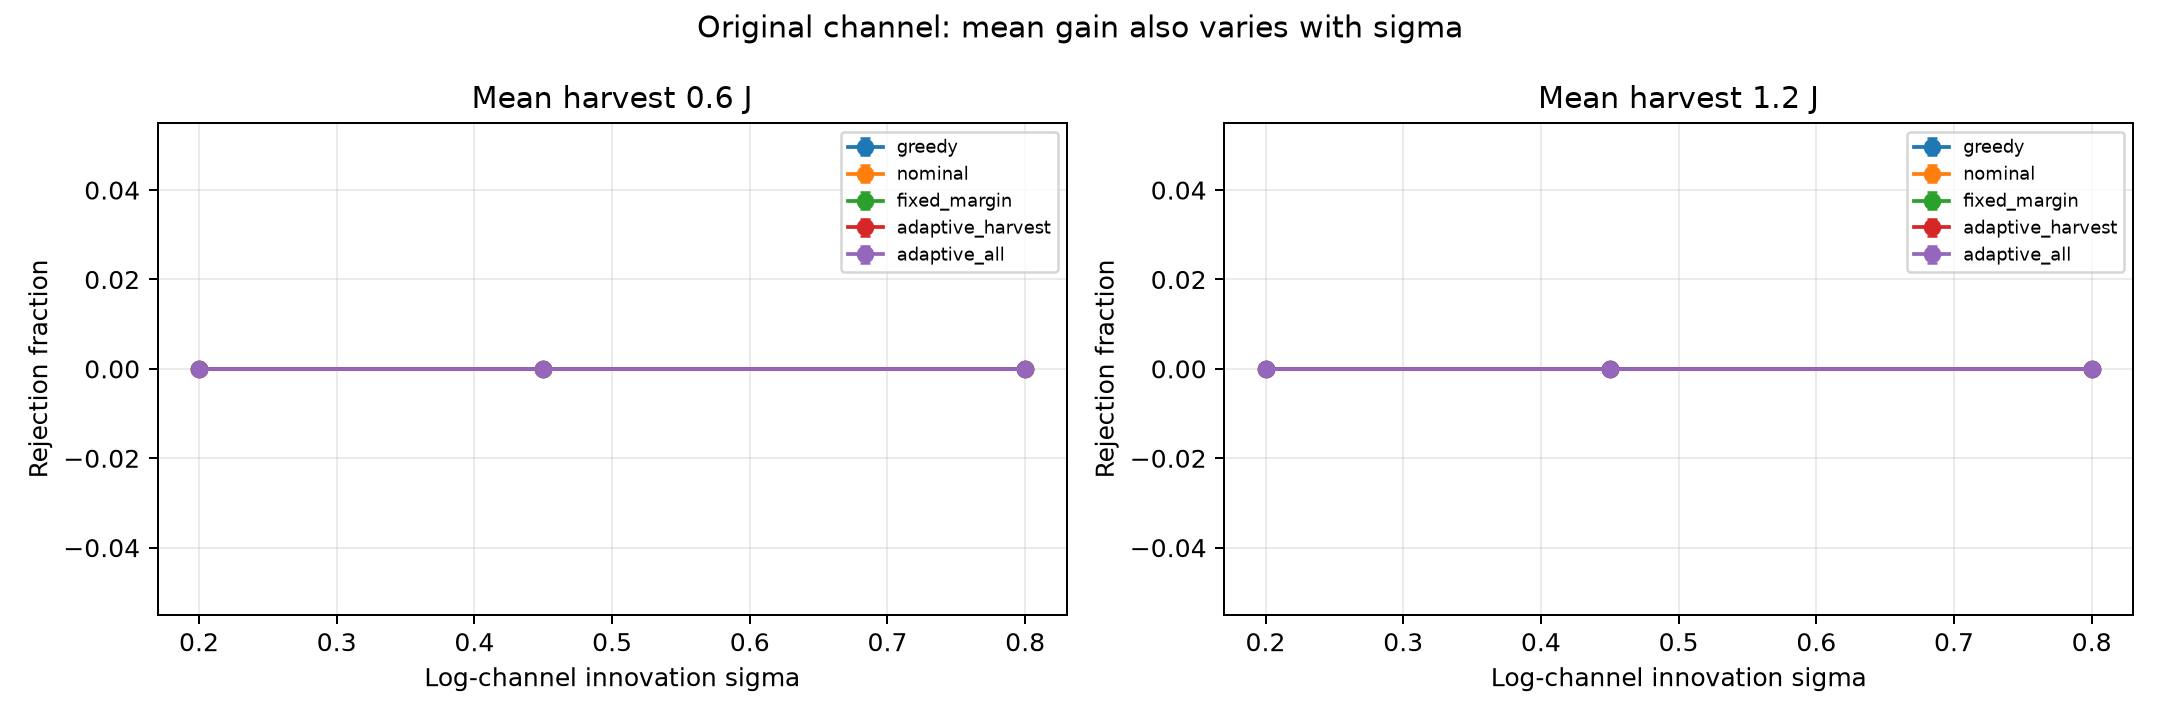 Original channel: mean gain also varies with sigma
Mean harvest 0.6 J
greedy
nominal
fixed_margin
adaptive_harvest
adaptive_all
Rejection fraction
0.04
0.02
0.00
−0.02
−0.04
0.2 0.3 0.4 0.5 0.6 0.7 0.8
Log-channel innovation sigma
Mean harvest 1.2 J
greedy
nominal
fixed_margin
adaptive_harvest
adaptive_all
Rejection fraction
0.04
0.02
0.00
−0.02
−0.04
0.2 0.3 0.4 0.5 0.6 0.7 0.8
Log-channel innovation sigma